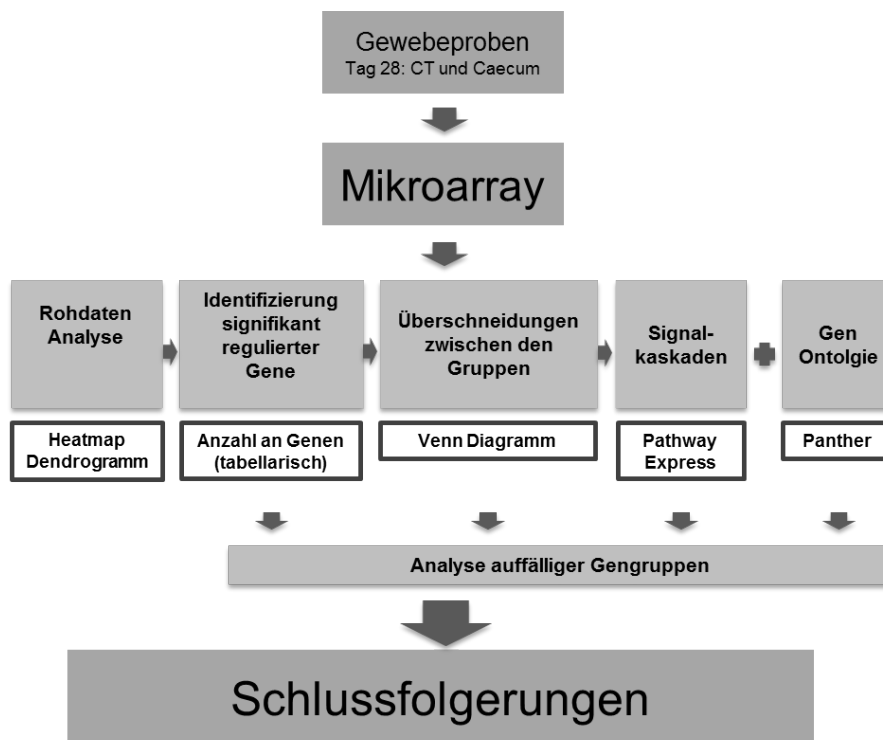 Gewebeproben
Tag 28: CT und Caecum
Mikroarray
Rohdaten
Analyse
Identifizierung
signifikant
regulierter
Gene
Überschneidungen
zwischen den
Gruppen
Signal-
kaskaden
Gen
Ontolgie
Heatmap
Dendrogramm
Anzahl an Genen
(tabellarisch)
Venn Diagramm
Pathway
Express
Panther
Analyse auffälliger Gengruppen
Schlussfolgerungen